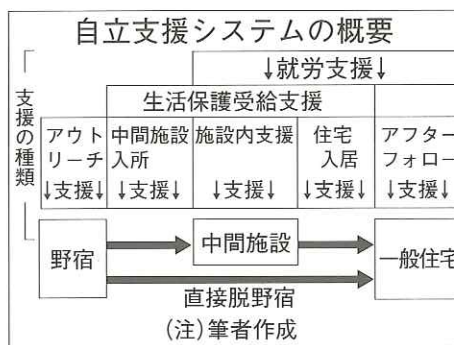 自立支援システムの概要
支援の種類
↓就労支援↓
生活保護受給支援
アウトリーチ
↓支援↓
中間施設入所
↓支援↓
施設内支援
↓支援↓
住宅入居
↓支援↓
アフターフォロー
↓支援↓
野宿
中間施設
一般住宅
直接脱野宿
(注)筆者作成